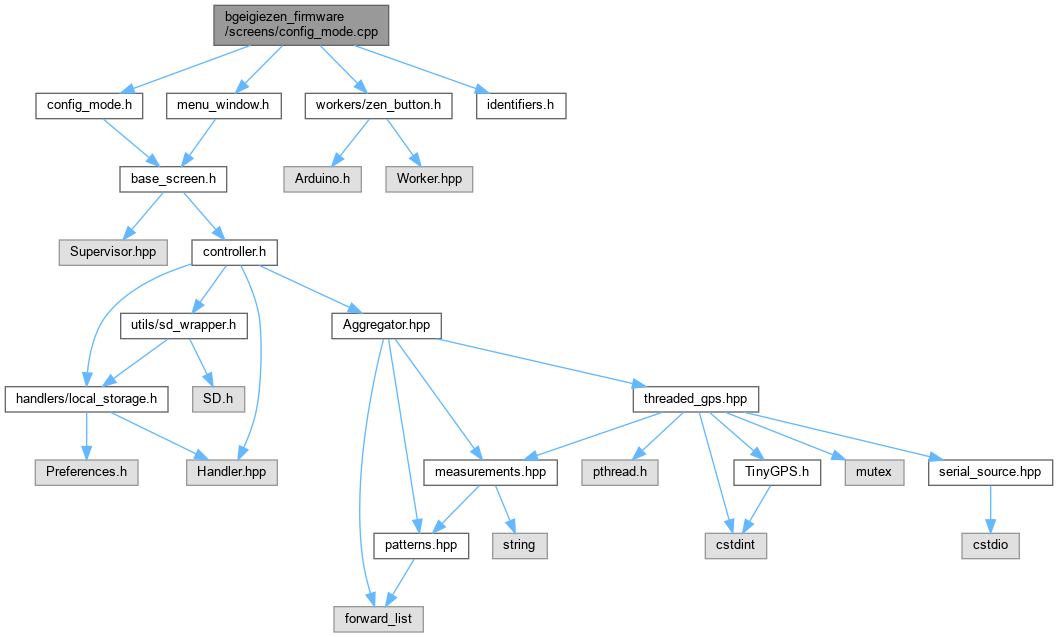 bgeigiezen_firmware
/screens/config_mode.cpp
config_mode.h
menu_window.h
workers/zen_button.h
identifiers.h
base_screen.h
Arduino.h
Worker.hpp
Supervisor.hpp
controller.h
utils/sd_wrapper.h
Aggregator.hpp
handlers/local_storage.h
SD.h
threaded_gps.hpp
Preferences.h
Handler.hpp
measurements.hpp
pthread.h
TinyGPS.h
mutex
serial_source.hpp
patterns.hpp
string
cstdint
cstdio
forward_list